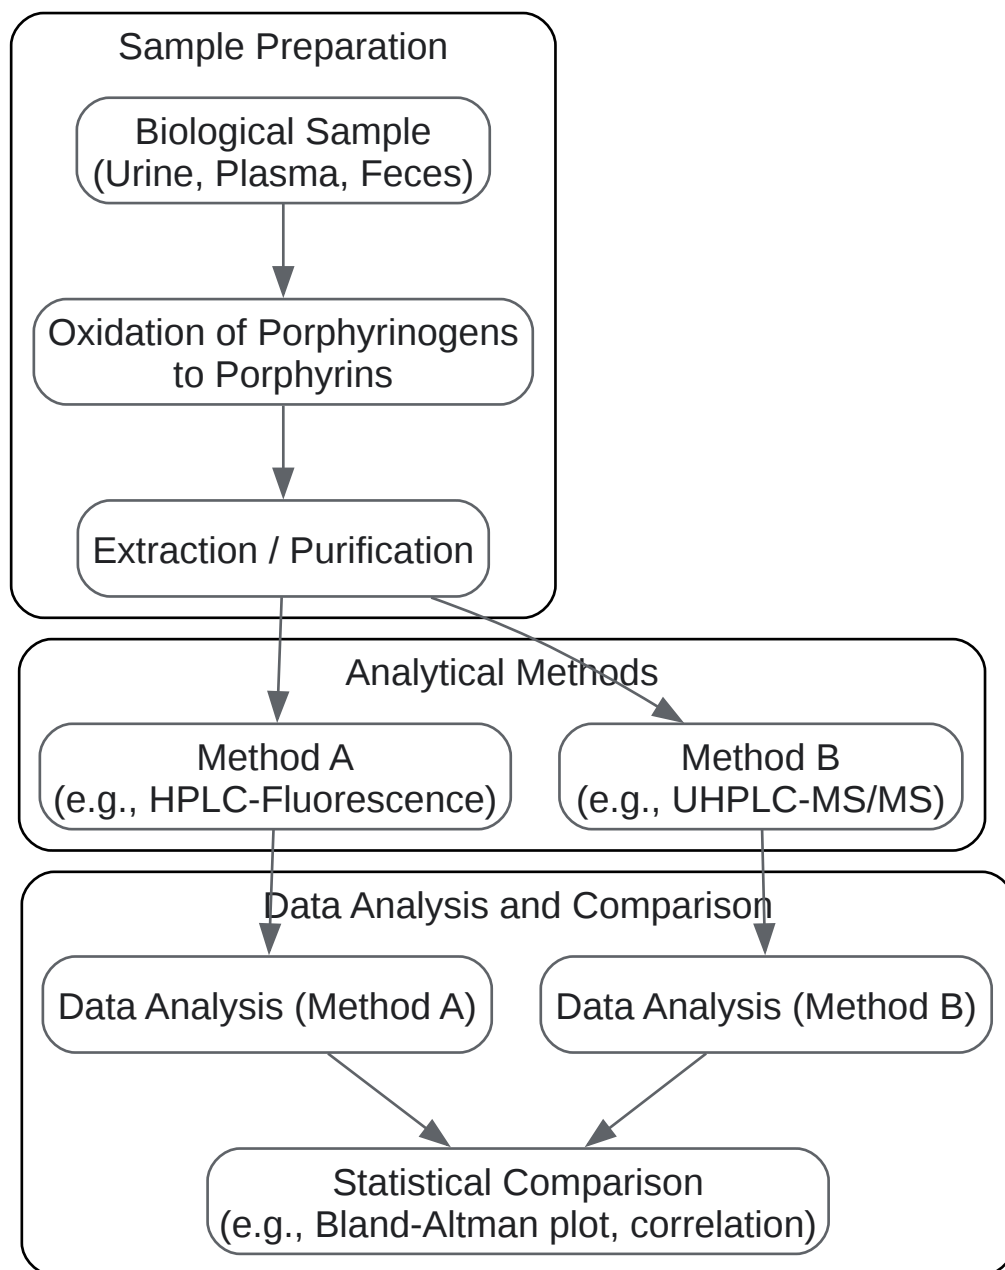 Sample Preparation
Biological Sample
(Urine, Plasma, Feces)
Oxidation of Porphyrinogens
to Porphyrins
Extraction / Purification
Analytical Methods
Method A
(e.g., HPLC-Fluorescence)
Method B
(e.g., UHPLC-MS/MS)
Data Analysis and Comparison
Data Analysis (Method A)
Data Analysis (Method B)
Statistical Comparison
(e.g., Bland-Altman plot, correlation)